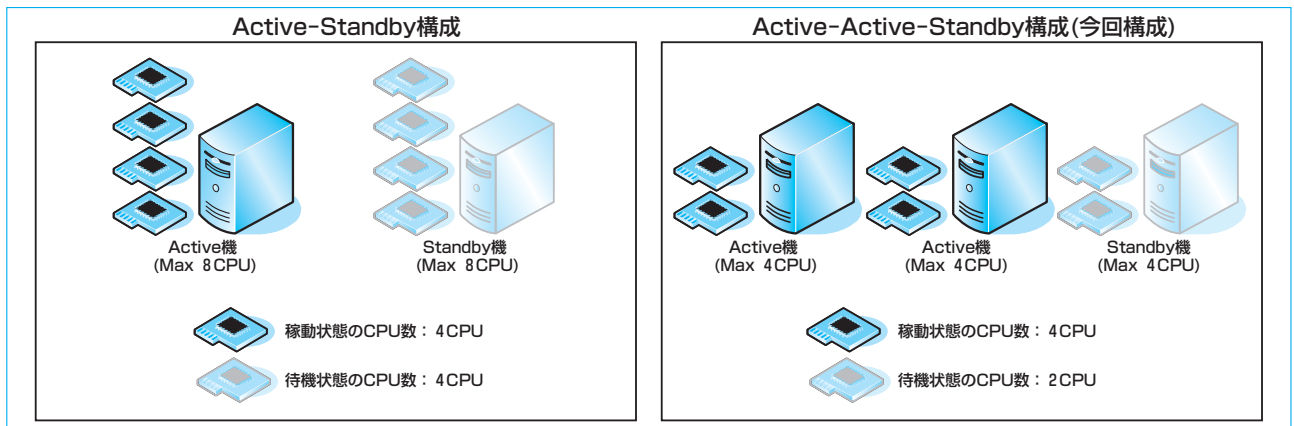 Active-Standby構成
Active機
(Max 8CPU)
Standby機
(Max 8CPU)
稼動状態のCPU数：4CPU
待機状態のCPU数：4CPU
Active-Active-Standby構成(今回構成)
Active機
(Max 4CPU)
Active機
(Max 4CPU)
Standby機
(Max 4CPU)
稼動状態のCPU数：4CPU
待機状態のCPU数：2CPU